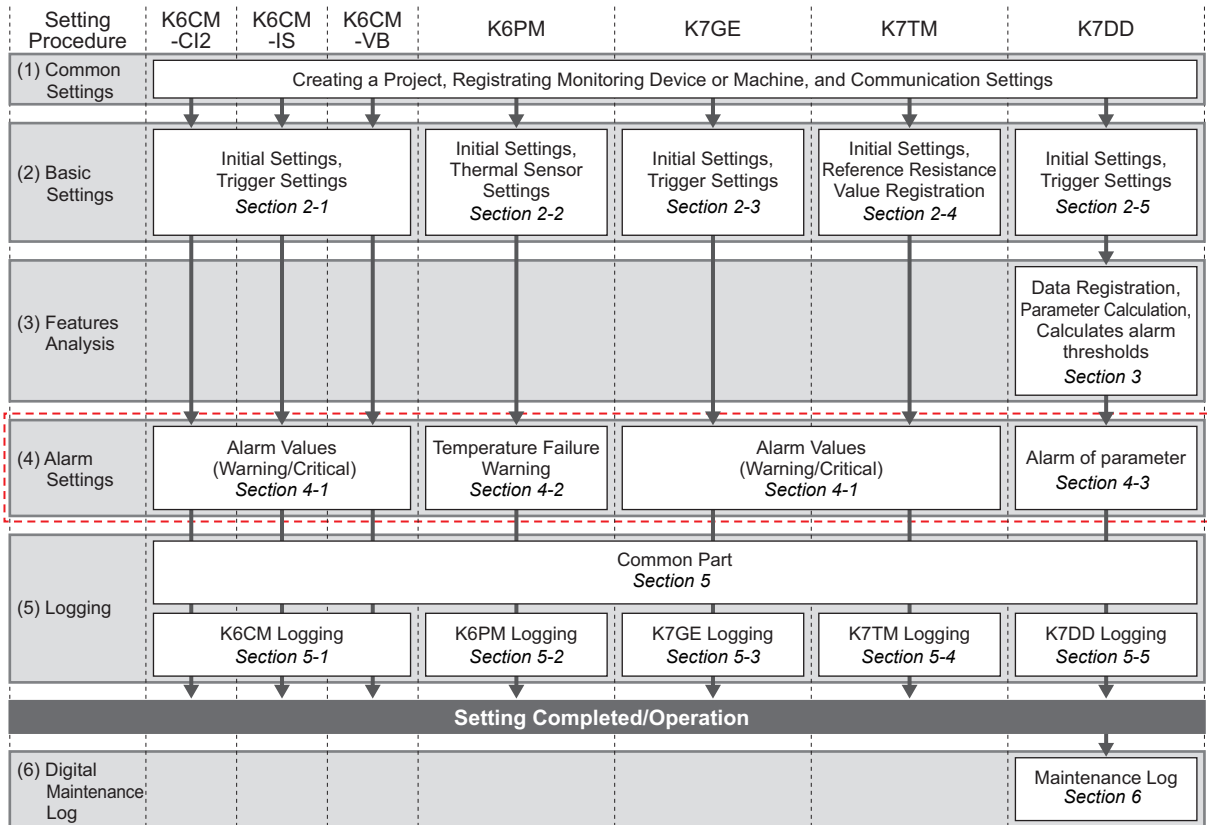 Setting
Procedure
K6CM
-CI2
K6CM
-IS
K6CM
-VB
K6PM
K7GE
K7TM
K7DD
(1) Common
Settings
Creating a Project, Registrating Monitoring Device or Machine, and Communication Settings
(2) Basic
Settings
Initial Settings,
Trigger Settings
Section 2-1
Initial Settings,
Thermal Sensor
Settings
Section 2-2
Initial Settings,
Trigger Settings
Section 2-3
Initial Settings,
Reference Resistance
Value Registration
Section 2-4
Initial Settings,
Trigger Settings
Section 2-5
(3) Features
Analysis
Data Registration,
Parameter Calculation,
Calculates alarm
thresholds
Section 3
(4) Alarm
Settings
Alarm Values
(Warning/Critical)
Section 4-1
Temperature Failure
Warning
Section 4-2
Alarm Values
(Warning/Critical)
Section 4-1
Alarm of parameter
Section 4-3
(5) Logging
Common Part
Section 5
K6CM Logging
Section 5-1
K6PM Logging
Section 5-2
K7GE Logging
Section 5-3
K7TM Logging
Section 5-4
K7DD Logging
Section 5-5
Setting Completed/Operation
(6) Digital
Maintenance
Log
Maintenance Log
Section 6